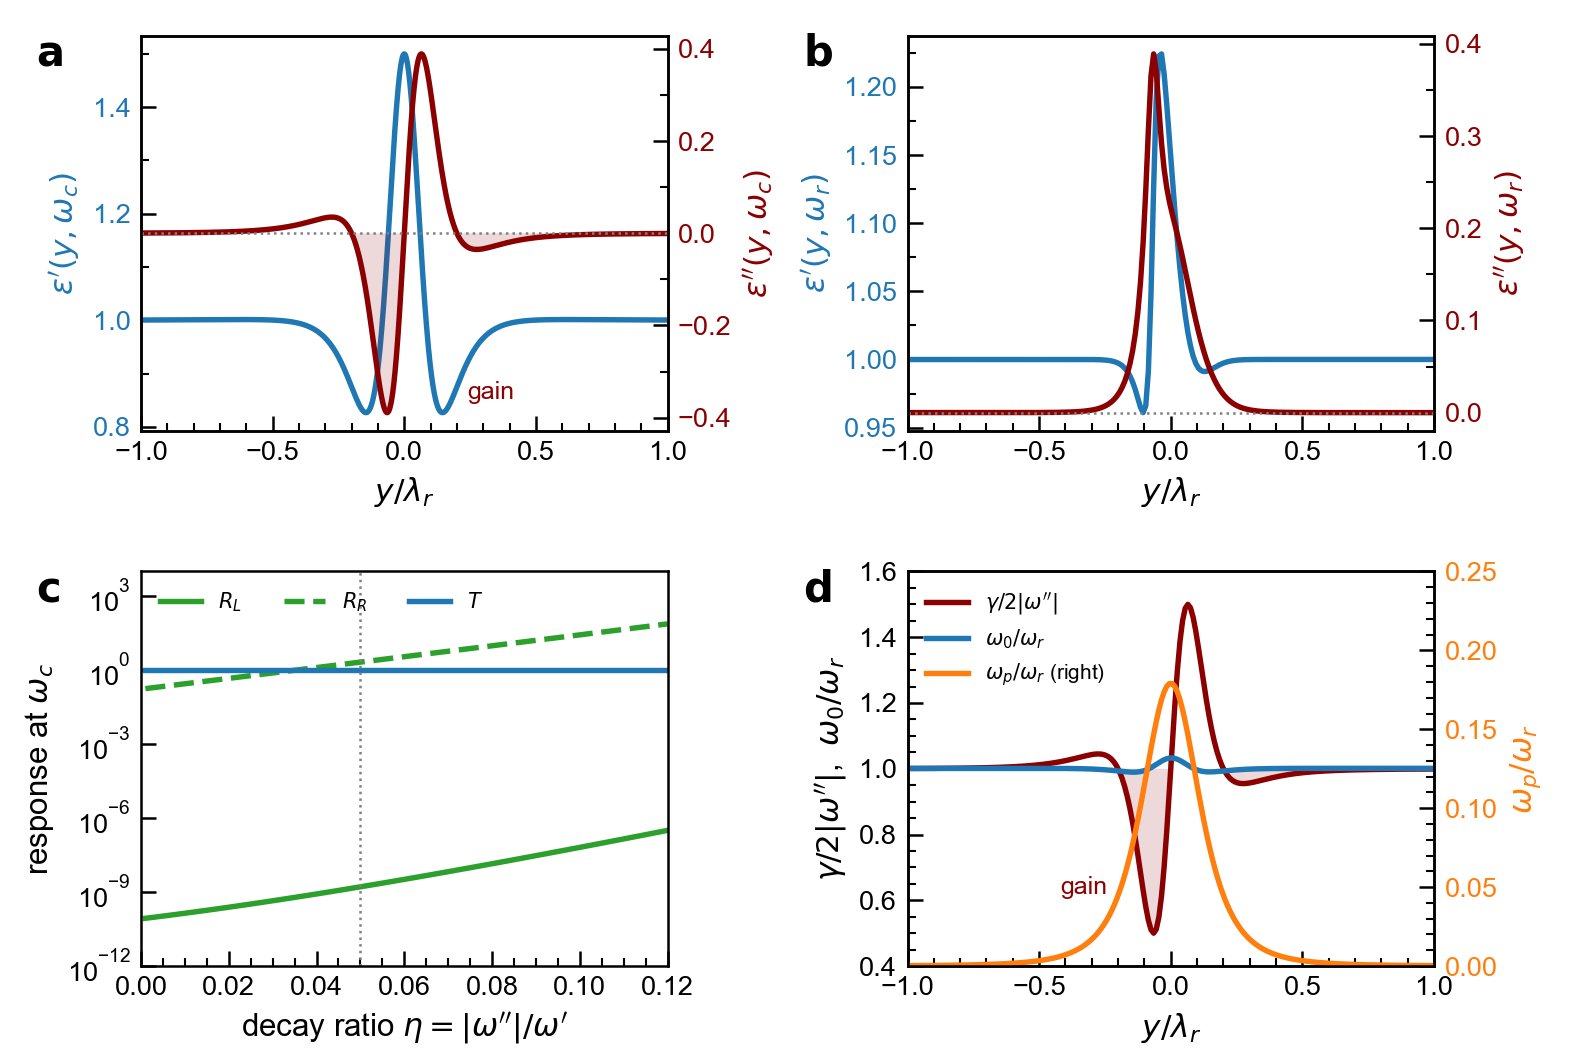 a
ε′(y, ω_c)
1.4
1.2
1.0
0.8
0.4
0.2
0.0
−0.2
−0.4
ε″(y, ω_c)
gain
−1.0 −0.5 0.0 0.5 1.0
y/λ_r
b
ε′(y, ω_r)
1.20
1.15
1.10
1.05
1.00
0.95
0.4
0.3
0.2
0.1
0.0
ε″(y, ω_r)
−1.0 −0.5 0.0 0.5 1.0
y/λ_r
c
response at ω_c
10^3
10^0
10^−3
10^−6
10^−9
10^−12
R_L R_R T
0.00 0.02 0.04 0.06 0.08 0.10 0.12
decay ratio η = |ω″|/ω′
d
γ/2|ω″|, ω_0/ω_r
1.6
1.4
1.2
1.0
0.8
0.6
0.4
γ/2|ω″|
ω_0/ω_r
ω_p/ω_r (right)
gain
0.25
0.20
0.15
0.10
0.05
0.00
ω_p/ω_r
−1.0 −0.5 0.0 0.5 1.0
y/λ_r